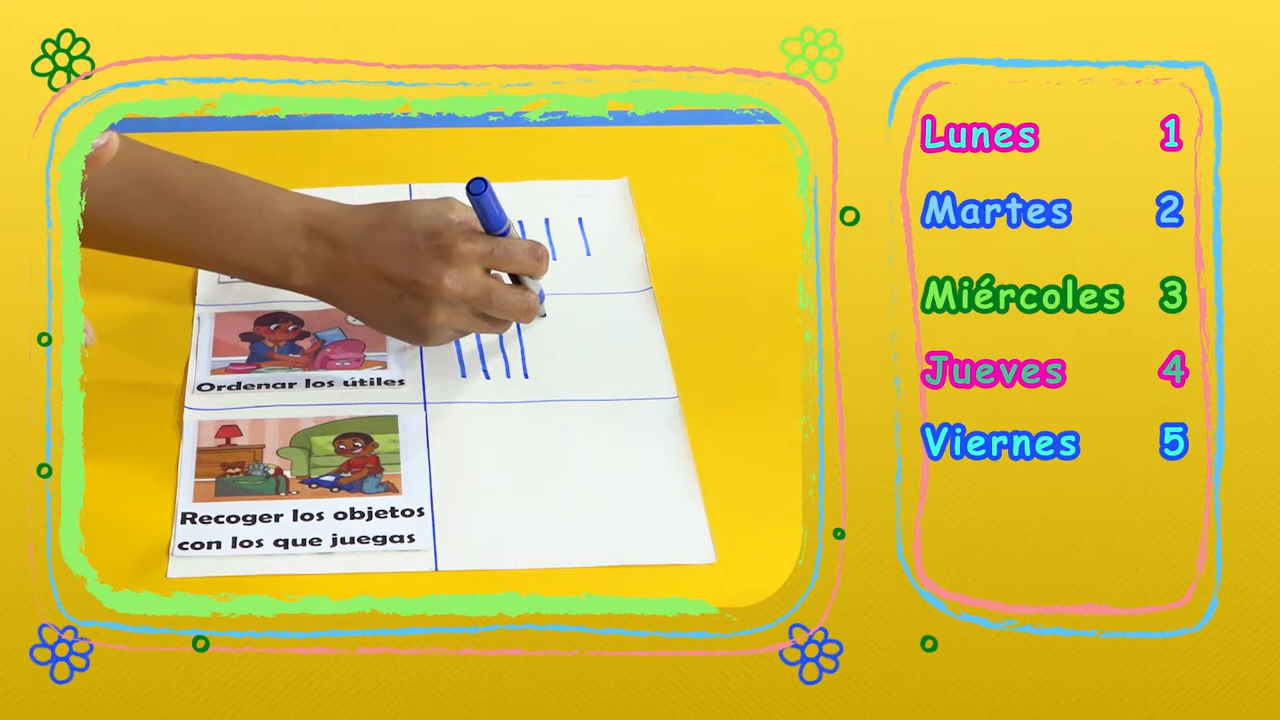 Ordenar los útiles
Recoger los objetos
con los que juegas
Lunes 1
Martes 2
Miércoles 3
Jueves 4
Viernes 5